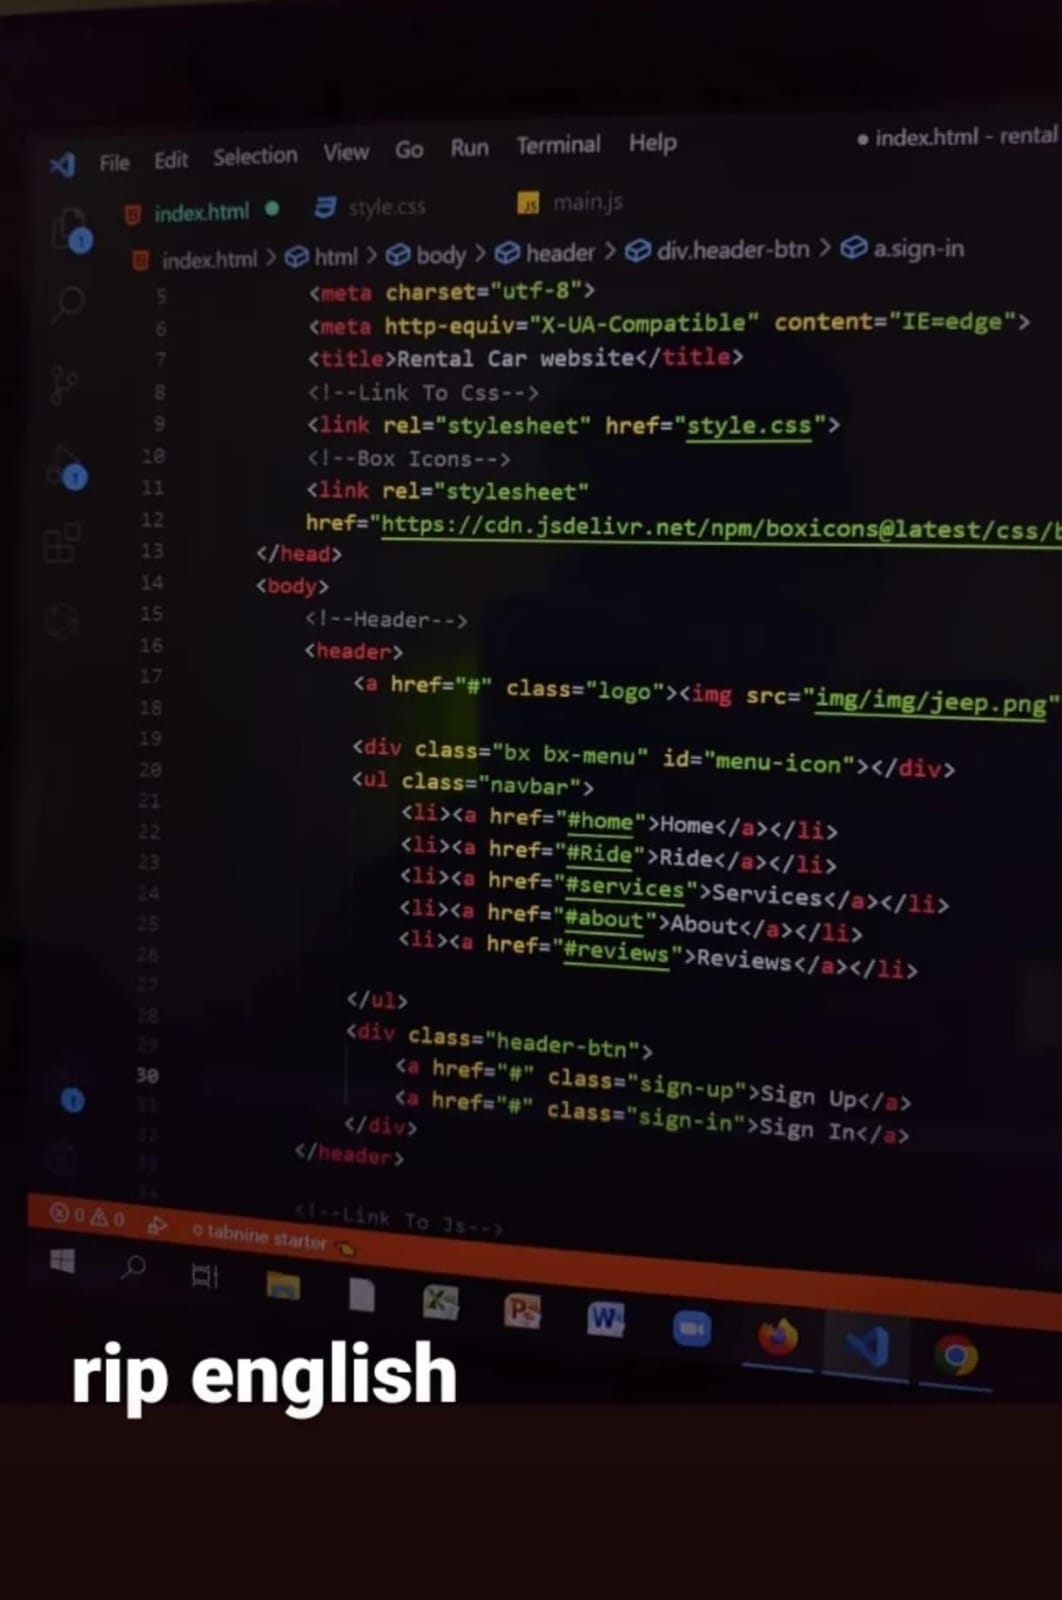 File Edit Selection View Go Run Terminal Help ● index.html - rental
index.html ● style.css JS main.js
index.html > html > body > header > div.header-btn > a.sign-in
5 <meta charset="utf-8">
6 <meta http-equiv="X-UA-Compatible" content="IE=edge">
7 <title>Rental Car website</title>
8 <!--Link To Css-->
9 <link rel="stylesheet" href="style.css">
10 <!--Box Icons-->
11 <link rel="stylesheet"
12 href="https://cdn.jsdelivr.net/npm/boxicons@latest/css/b
13 </head>
14 <body>
15 <!--Header-->
16 <header>
17 <a href="#" class="logo"><img src="img/img/jeep.png"
18
19 <div class="bx bx-menu" id="menu-icon"></div>
20 <ul class="navbar">
21 <li><a href="#home">Home</a></li>
22 <li><a href="#Ride">Ride</a></li>
23 <li><a href="#services">Services</a></li>
24 <li><a href="#about">About</a></li>
25 <li><a href="#reviews">Reviews</a></li>
26
27 </ul>
28 <div class="header-btn">
29 <a href="#" class="sign-up">Sign Up</a>
30 <a href="#" class="sign-in">Sign In</a>
31 </div>
32 </header>
33
34 <!--Link To Js-->
0 0 tabnine starter
rip english